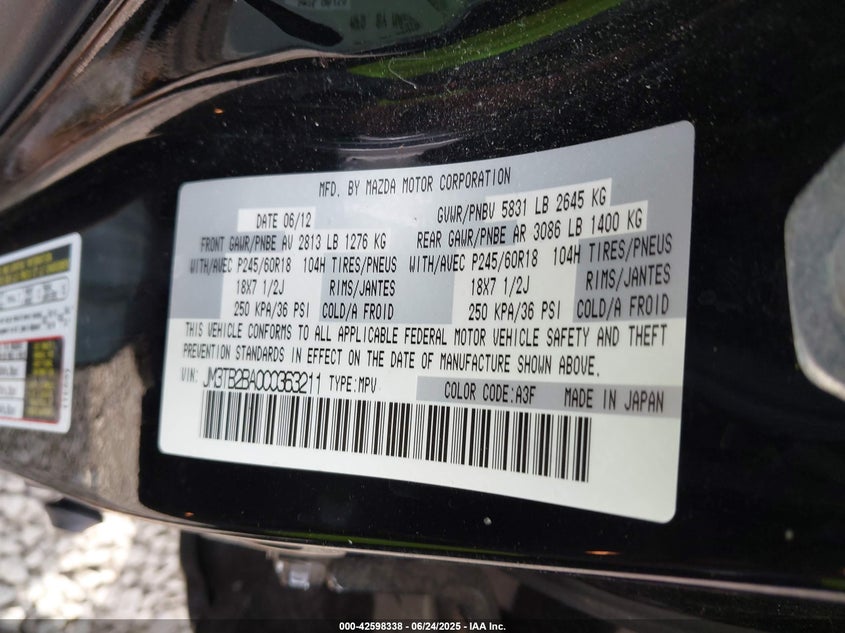 MFD. BY MAZDA MOTOR CORPORATION
DATE 06/12 GVWR/PNBV 5831 LB 2645 KG
FRONT GAWR/PNBE AV 2813 LB 1276 KG REAR GAWR/PNBE AR 3086 LB 1400 KG
WITH/AVEC P245/60R18 104H TIRES/PNEUS WITH/AVEC P245/60R18 104H TIRES/PNEUS
18X7 1/2J RIMS/JANTES 18X7 1/2J RIMS/JANTES
250 KPA/36 PSI COLD/A FROID 250 KPA/36 PSI COLD/A FROID
THIS VEHICLE CONFORMS TO ALL APPLICABLE FEDERAL MOTOR VEHICLE SAFETY AND THEFT
PREVENTION STANDARDS IN EFFECT ON THE DATE OF MANUFACTURE SHOWN ABOVE.
VIN: JM3TB2BA0C0363211 TYPE:MPV COLOR CODE:A3F MADE IN JAPAN
000-42598338 - 06/24/2025 - IAA Inc.